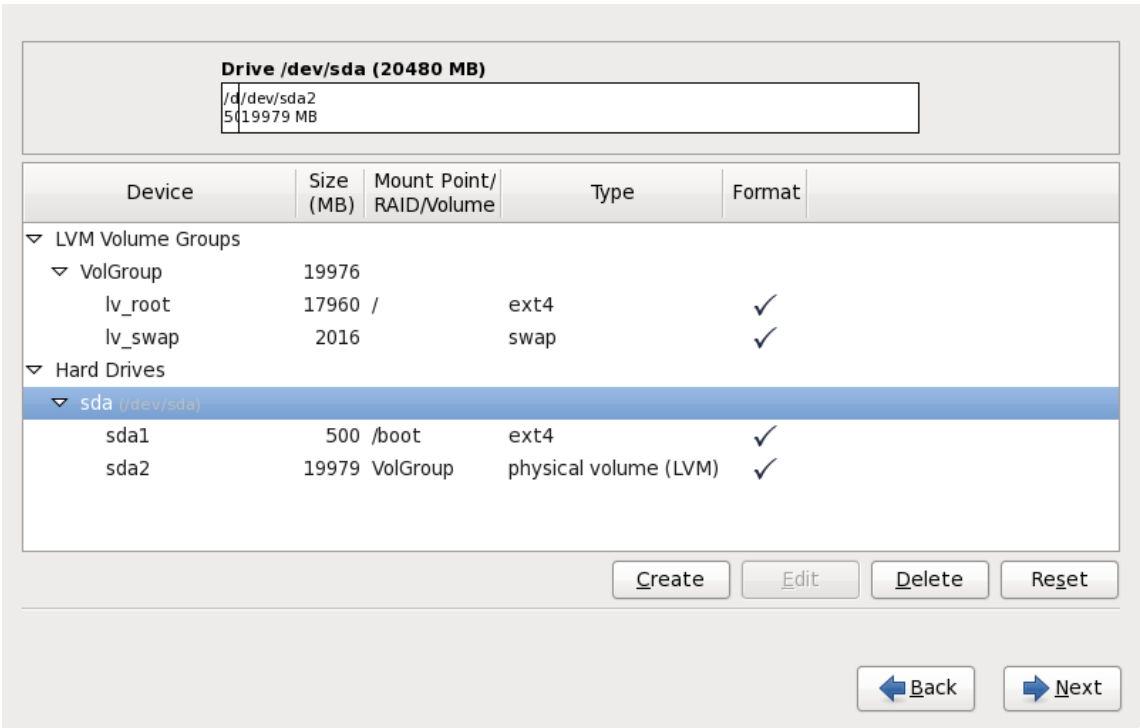 Drive /dev/sda (20480 MB)
/d/dev/sda2
5(19979 MB
Device Size (MB) Mount Point/ RAID/Volume Type Format
LVM Volume Groups
VolGroup 19976
lv_root 17960 / ext4
lv_swap 2016 swap
Hard Drives
sda (/dev/sda)
sda1 500 /boot ext4
sda2 19979 VolGroup physical volume (LVM)
Create Edit Delete Reset
Back Next